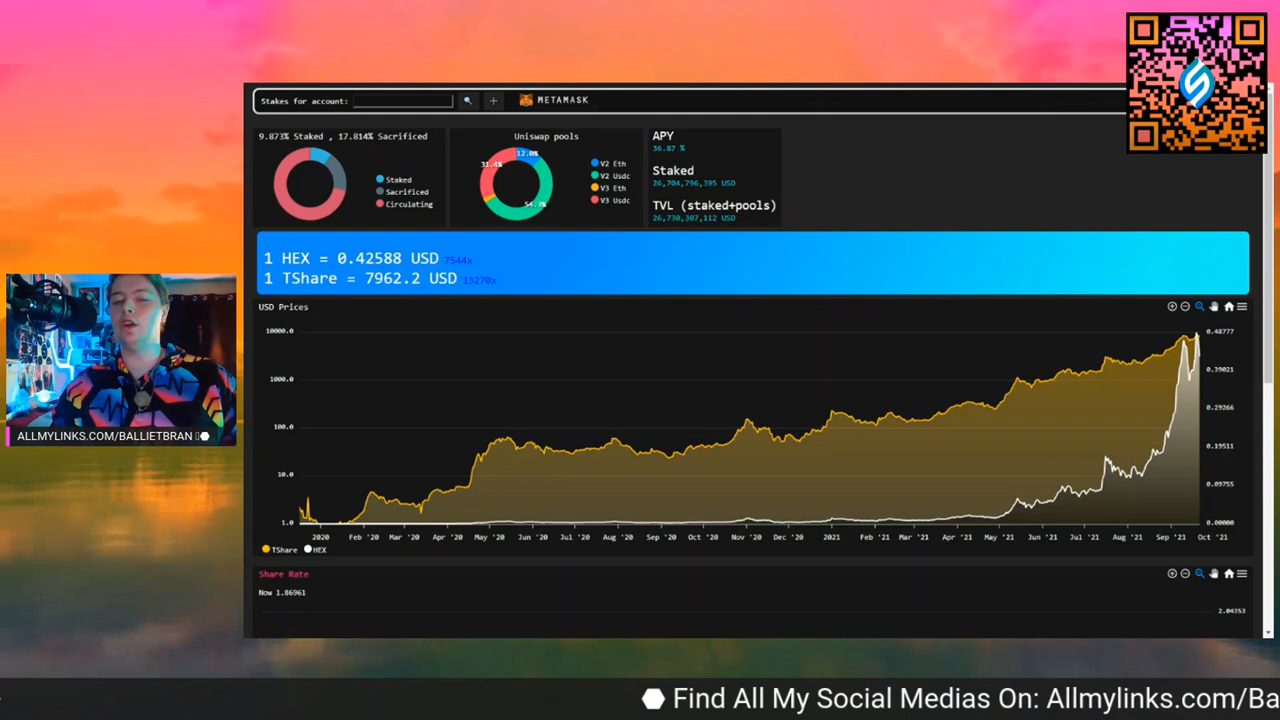 Stakes for account:
METAMASK
9.873% Staked , 17.814% Sacrificed
Staked
Sacrificed
Circulating
Uniswap pools
12.0%
31.4%
54.3%
V2 Eth
V2 Usdc
V3 Eth
V3 Usdc
APY
36.87 %
Staked
26,704,796,395 USD
TVL (staked+pools)
26,730,307,112 USD
1 HEX = 0.42588 USD 7544x
1 TShare = 7962.2 USD 13270x
USD Prices
10000.0
1000.0
100.0
10.0
1.0
0.48777
0.39021
0.29266
0.19511
0.09755
0.00000
2020 Feb '20 Mar '20 Apr '20 May '20 Jun '20 Jul '20 Aug '20 Sep '20 Oct '20 Nov '20 Dec '20 2021 Feb '21 Mar '21 Apr '21 May '21 Jun '21 Jul '21 Aug '21 Sep '21 Oct '21
TShare HEX
Share Rate
Now 1.86961
2.04353
ALLMYLINKS.COM/BALLIETBRAN
Find All My Social Medias On: Allmylinks.com/Ba